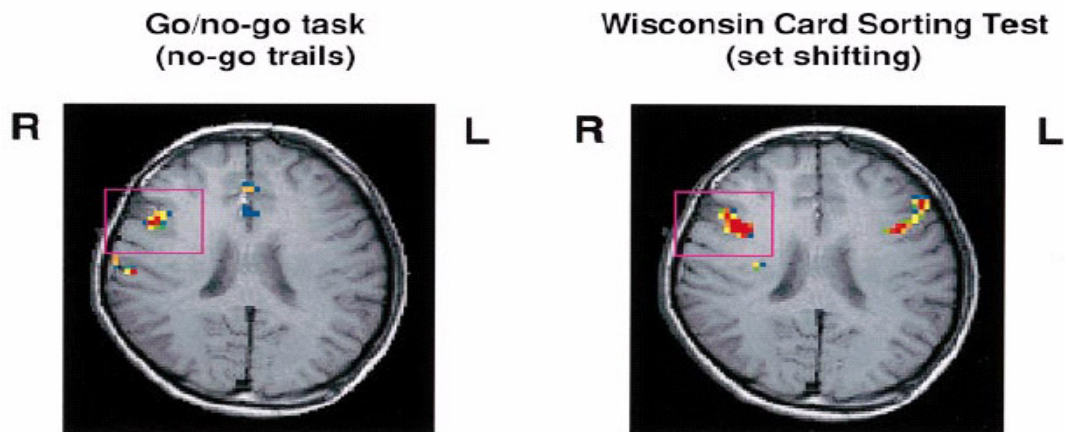 Go/no-go task
(no-go trails)
Wisconsin Card Sorting Test
(set shifting)
R
L
R
L